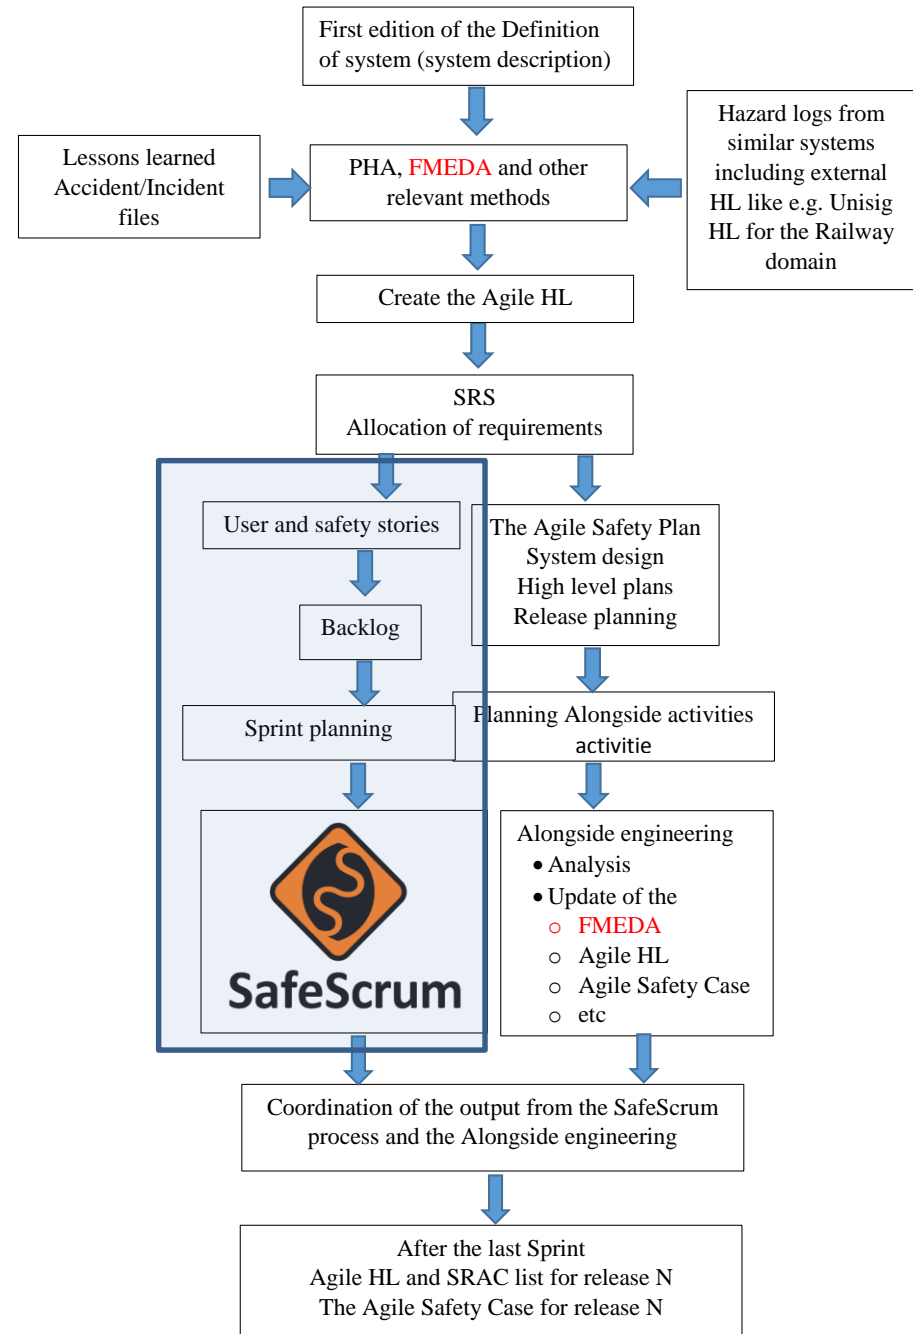 First edition of the Definition
of system (system description)
Lessons learned
Accident/Incident
files
PHA, FMEDA and other
relevant methods
Hazard logs from
similar systems
including external
HL like e.g. Unisig
HL for the Railway
domain
Create the Agile HL
SRS
Allocation of requirements
User and safety stories
Backlog
Sprint planning
SafeScrum
The Agile Safety Plan
System design
High level plans
Release planning
Planning Alongside activities
activitie
Alongside engineering
• Analysis
• Update of the
o FMEDA
o Agile HL
o Agile Safety Case
o etc
Coordination of the output from the SafeScrum
process and the Alongside engineering
After the last Sprint
Agile HL and SRAC list for release N
The Agile Safety Case for release N